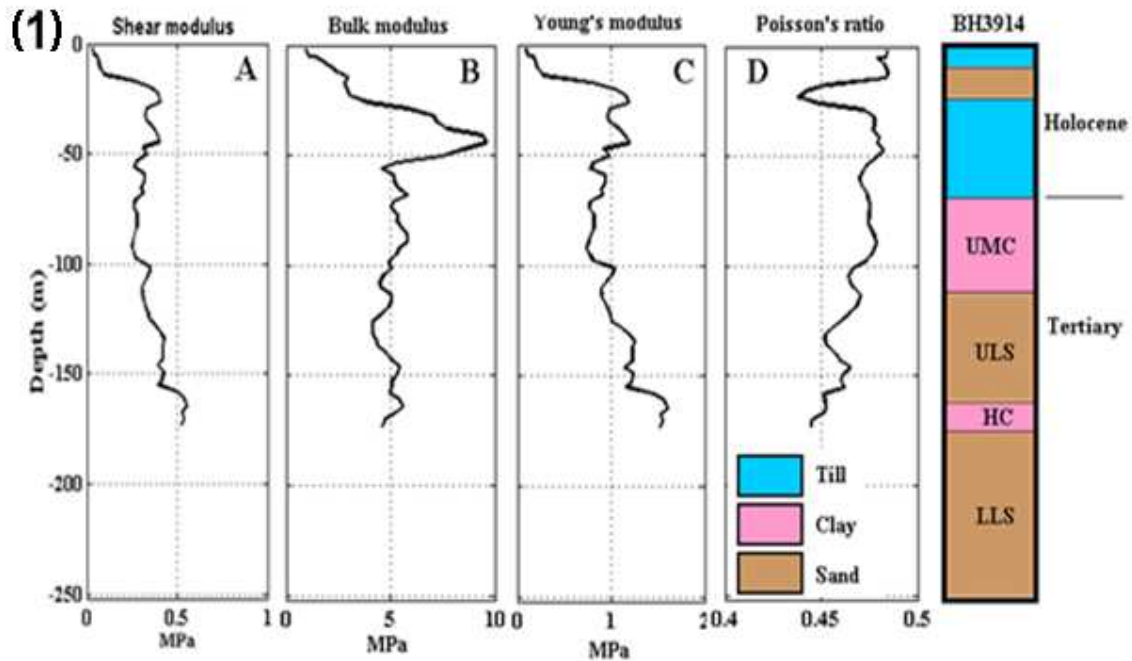 (1)
Shear modulus
Bulk modulus
Young's modulus
Poisson's ratio
BH3914
A
B
C
D
Depth (m)
0
-50
-100
-150
-200
-250
0 0.5 1
MPa
0 5 10
MPa
0 1 2
MPa
0.4 0.45 0.5
Till
Clay
Sand
UMC
ULS
HC
LLS
Holocene
Tertiary